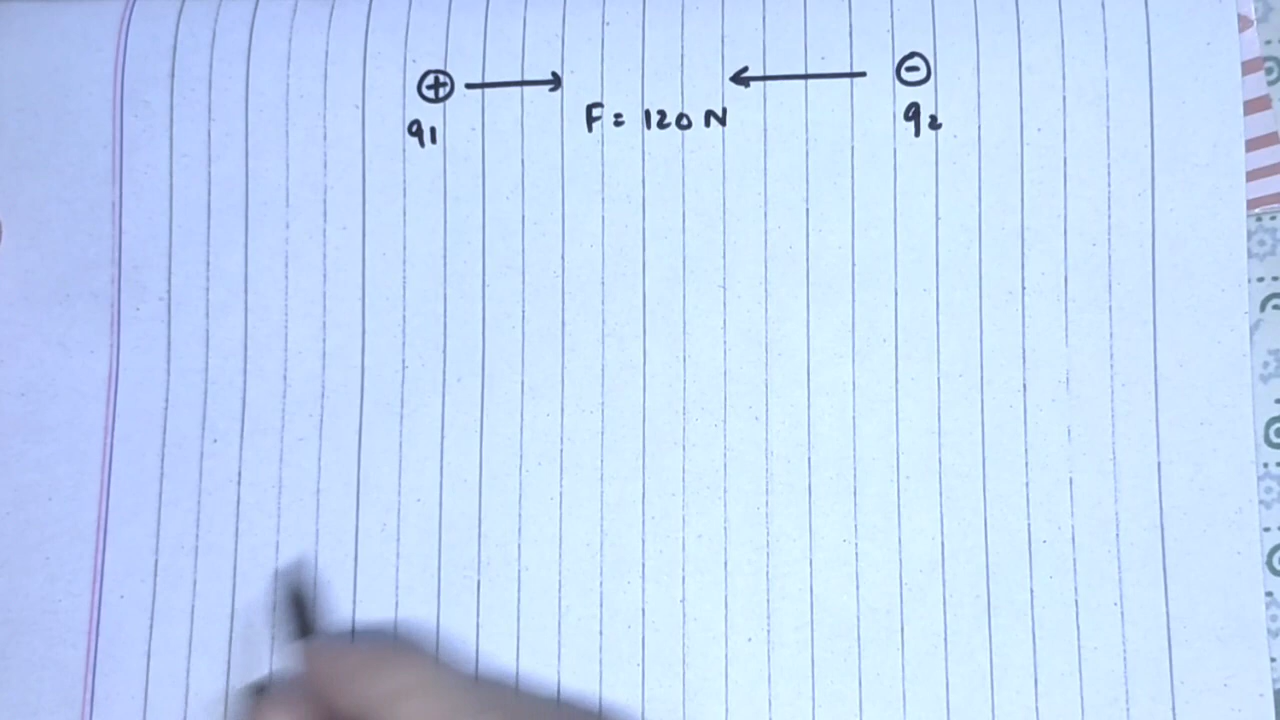 + → ← -
q1 F = 120 N q2